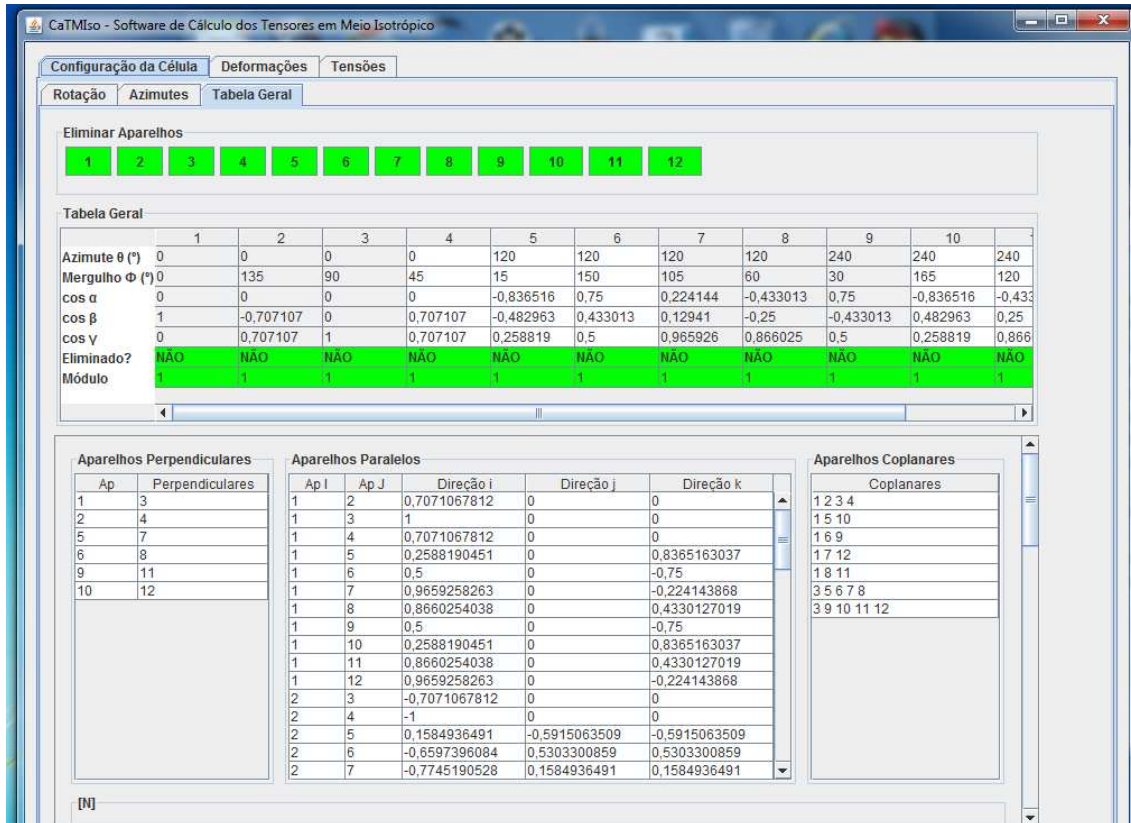 CaTMIso - Software de Cálculo dos Tensores em Meio Isotrópico
Configuração da Célula Deformações Tensões
Rotação Azimutes Tabela Geral
Eliminar Aparelhos
1 2 3 4 5 6 7 8 9 10 11 12
Tabela Geral
1 2 3 4 5 6 7 8 9 10
Azimute θ (°) 0 0 0 0 120 120 120 120 240 240 240
Mergulho Φ (°) 0 135 90 45 15 150 105 60 30 165 120
cos α 0 0 0 0 -0,836516 0,75 0,224144 -0,433013 0,75 -0,836516 -0,433
cos β 1 -0,707107 0 0,707107 -0,482963 0,433013 0,12941 -0,25 -0,433013 0,482963 0,25
cos γ 0 0,707107 1 0,707107 0,258819 0,5 0,965926 0,866025 0,5 0,258819 0,866
Eliminado? NÃO NÃO NÃO NÃO NÃO NÃO NÃO NÃO NÃO NÃO NÃO
Módulo 1 1 1 1 1 1 1 1 1 1 1
Aparelhos Perpendiculares
Ap Perpendiculares
1 3
2 4
5 7
6 8
9 11
10 12
Aparelhos Paralelos
Ap I Ap J Direção i Direção j Direção k
1 2 0,7071067812 0 0
1 3 1 0 0
1 4 0,7071067812 0 0
1 5 0,2588190451 0 0,8365163037
1 6 0,5 0 -0,75
1 7 0,9659258263 0 -0,224143868
1 8 0,8660254038 0 0,4330127019
1 9 0,5 0 -0,75
1 10 0,2588190451 0 0,8365163037
1 11 0,8660254038 0 0,4330127019
1 12 0,9659258263 0 -0,224143868
2 3 -0,7071067812 0 0
2 4 -1 0 0
2 5 0,1584936491 -0,5915063509 -0,5915063509
2 6 -0,6597396084 0,5303300859 0,5303300859
2 7 -0,7745190528 0,1584936491 0,1584936491
Aparelhos Coplanares
Coplanares
1 2 3 4
1 5 10
1 6 9
1 7 12
1 8 11
3 5 6 7 8
3 9 10 11 12
[N]